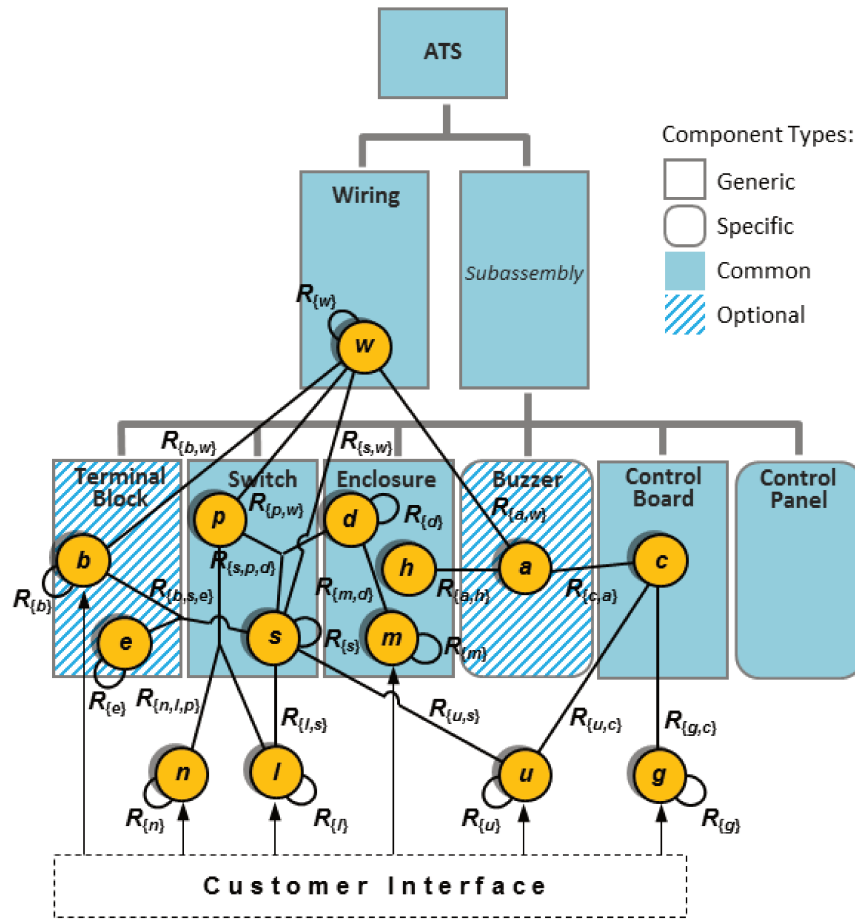 ATS
Component Types:
Generic
Specific
Common
Optional
Wiring
Subassembly
R{w}
w
R{b,w}
R{s,w}
Terminal
Block
Switch
Enclosure
Buzzer
Control
Board
Control
Panel
p
R{p,w}
d
R{d}
R{a,w}
b
R{s,p,d}
h
a
c
R{b}
R{b,s,e}
R{m,d}
R{a,h}
R{c,a}
e
s
R{s}
m
R{m}
R{e}
R{n,l,p}
R{l,s}
R{u,s}
R{u,c}
R{g,c}
n
l
u
g
R{n}
R{l}
R{u}
R{g}
Customer Interface